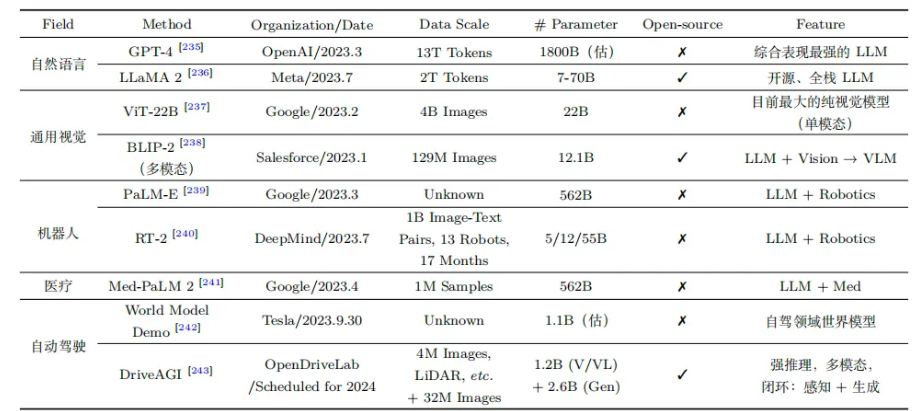 Field Method Organization/Date Data Scale # Parameter Open-source Feature
自然语言
GPT-4 [235] OpenAI/2023.3 13T Tokens 1800B（估） ✗ 综合表现最强的 LLM
LLaMA 2 [236] Meta/2023.7 2T Tokens 7-70B ✓ 开源、全栈 LLM
通用视觉
ViT-22B [237] Google/2023.2 4B Images 22B ✗ 目前最大的纯视觉模型
（单模态）
BLIP-2 [238]
（多模态）
Salesforce/2023.1 129M Images 12.1B ✓ LLM + Vision → VLM
机器人
PaLM-E [239] Google/2023.3 Unknown 562B ✗ LLM + Robotics
RT-2 [240] DeepMind/2023.7
1B Image-Text
Pairs, 13 Robots,
17 Months
5/12/55B ✗ LLM + Robotics
医疗 Med-PaLM 2 [241] Google/2023.4 1M Samples 562B ✗ LLM + Med
自动驾驶
World Model
Demo [242]
Tesla/2023.9.30 Unknown 1.1B（估） ✗ 自驾领域世界模型
DriveAGI [243]
OpenDriveLab
/Scheduled for 2024
4M Images,
LiDAR, etc.
+ 32M Images
1.2B (V/VL)
+ 2.6B (Gen)
✓
强推理，多模态，
闭环：感知 + 生成